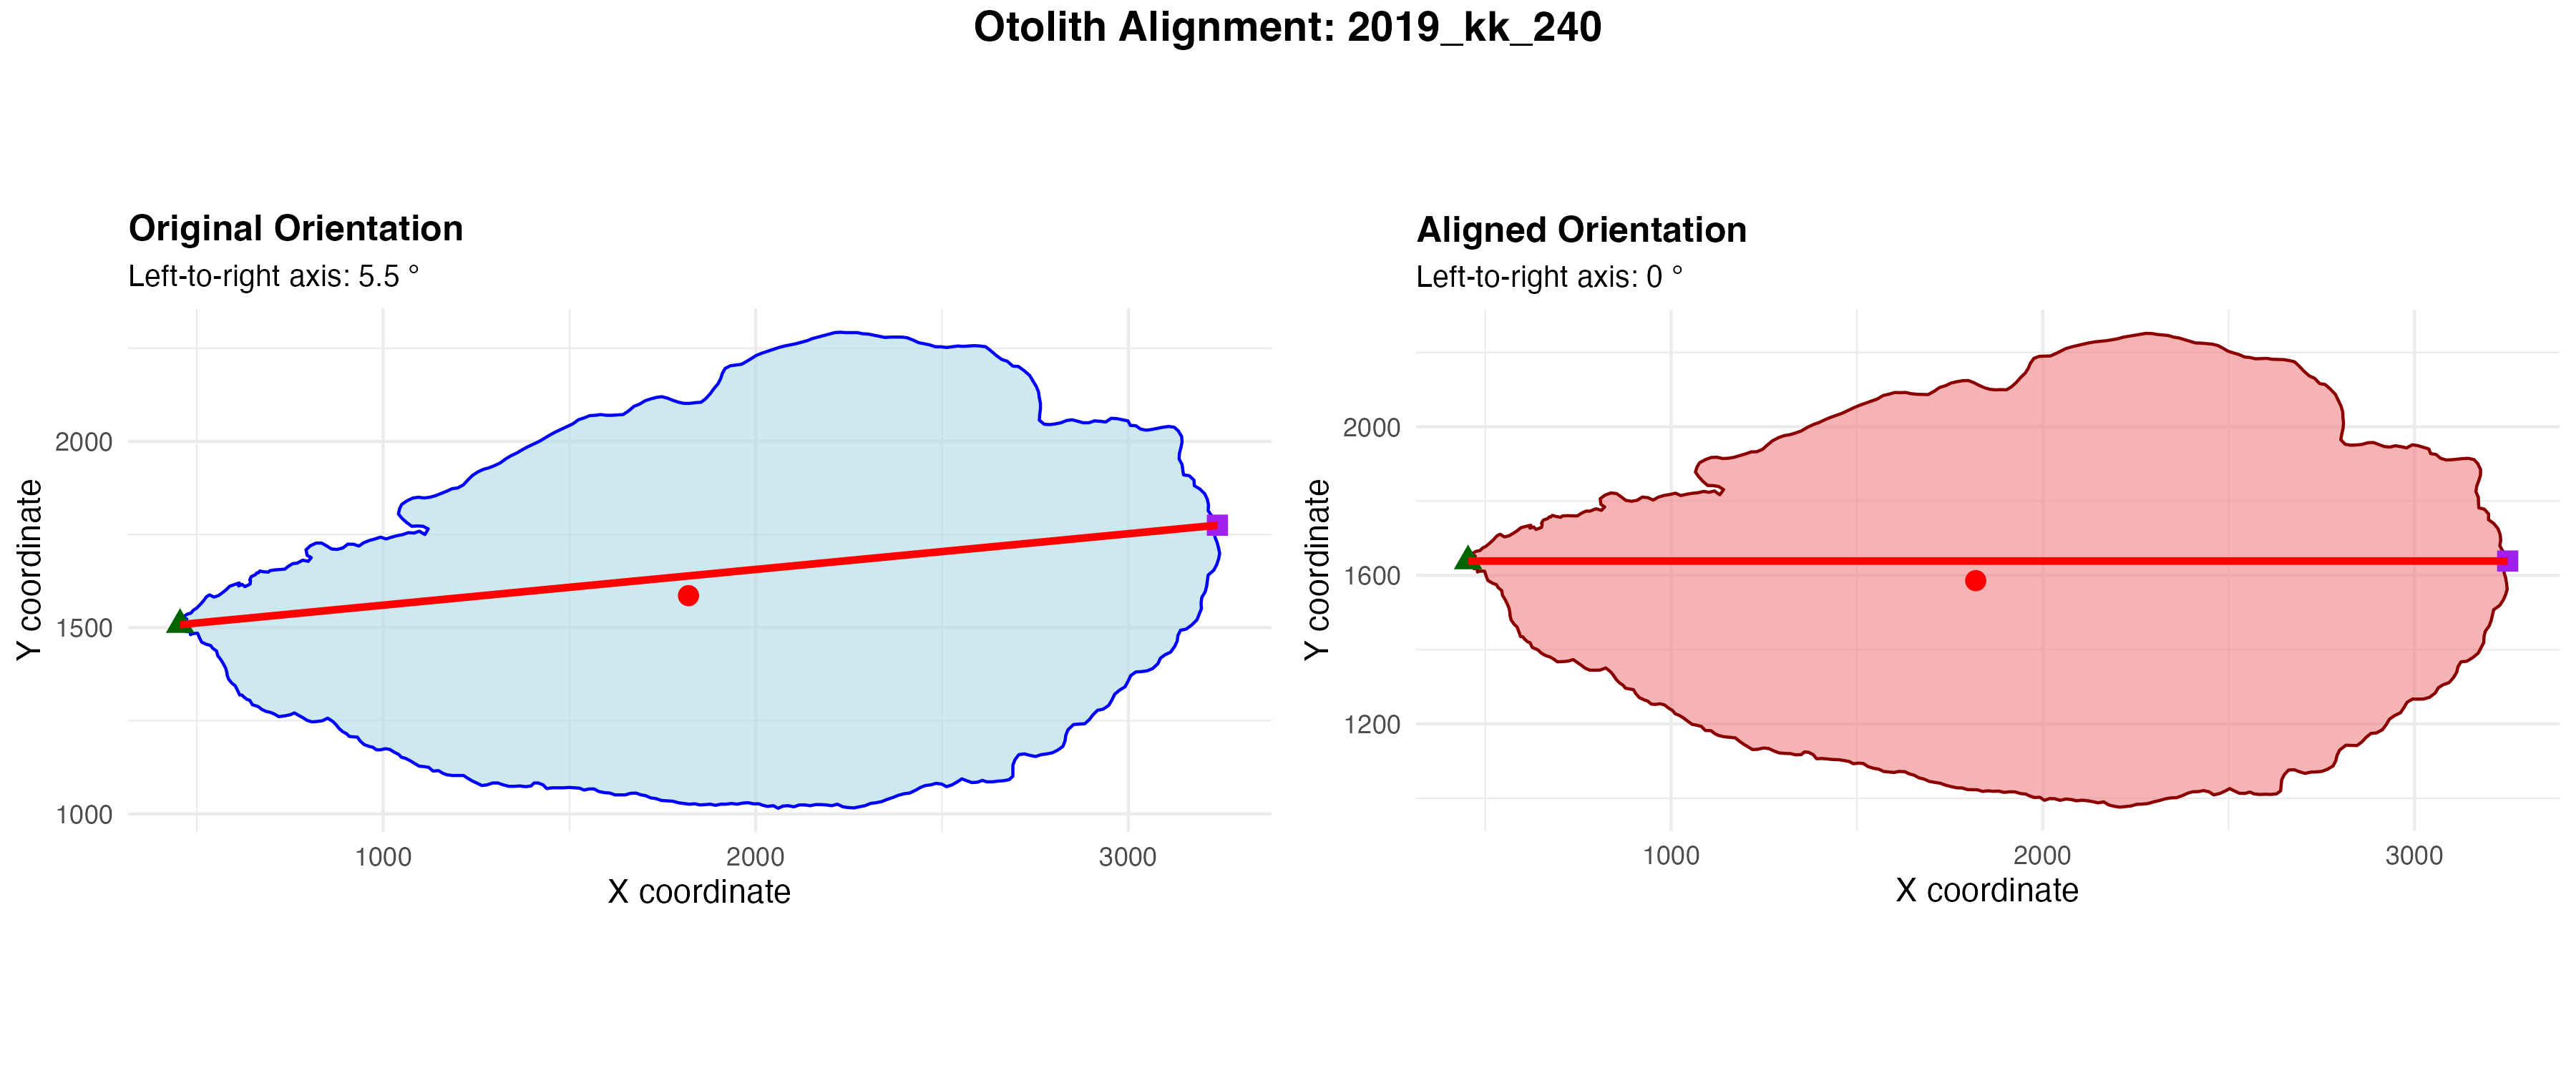 Otolith Alignment: 2019_kk_240
Original Orientation
Left-to-right axis: 5.5 °
Y coordinate
2000
1500
1000
1000
2000
3000
X coordinate
Aligned Orientation
Left-to-right axis: 0 °
Y coordinate
2000
1600
1200
1000
2000
3000
X coordinate